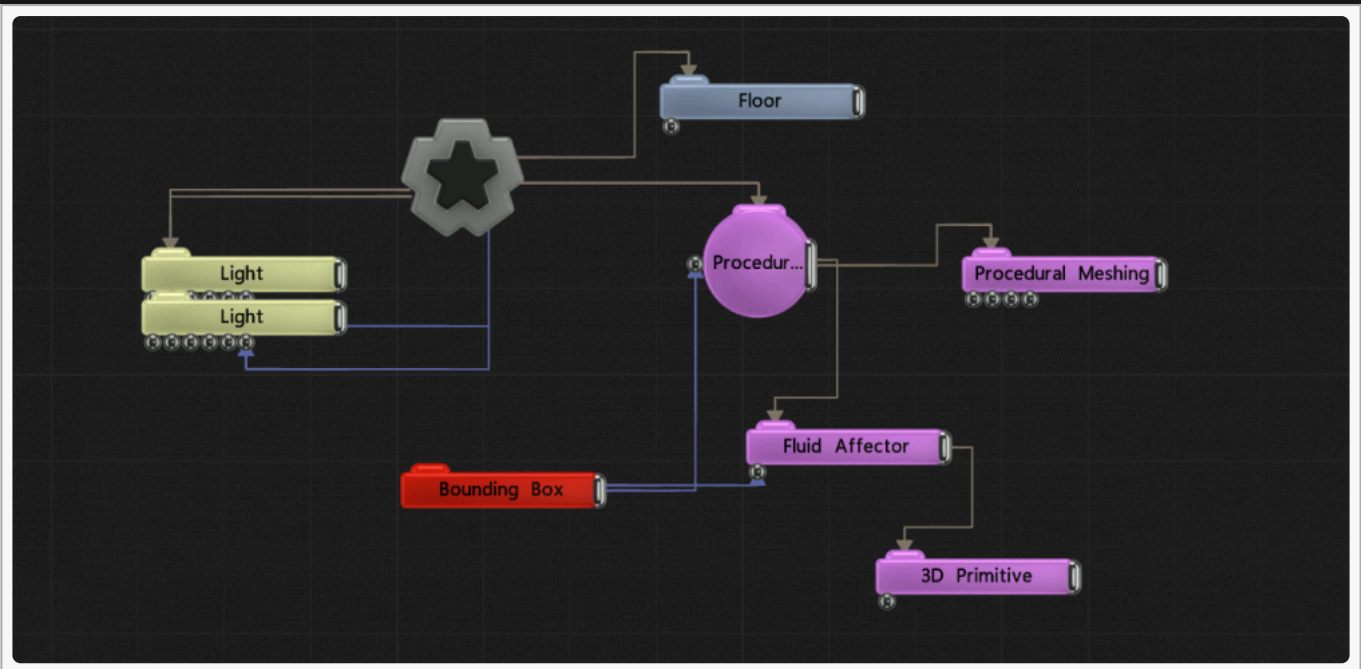 Floor
Light
Procedur...
Procedural Meshing
Light
Fluid Affector
Bounding Box
3D Primitive